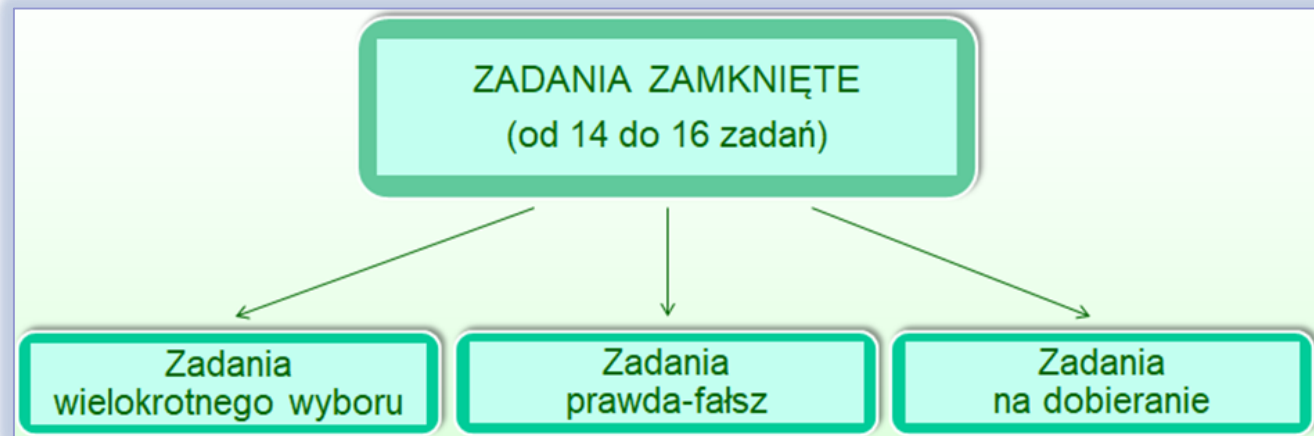 ZADANIA ZAMKNIĘTE
(od 14 do 16 zadań)
Zadania
wielokrotnego wyboru
Zadania
prawda-fałsz
Zadania
na dobieranie